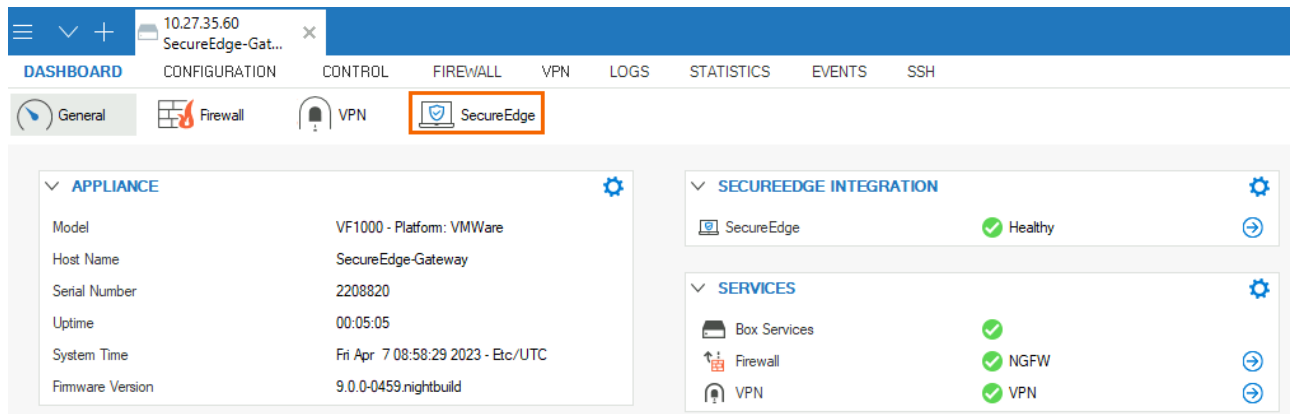 10.27.35.60
SecureEdge-Gat...
DASHBOARD CONFIGURATION CONTROL FIREWALL VPN LOGS STATISTICS EVENTS SSH
General Firewall VPN SecureEdge
APPLIANCE
Model VF1000 - Platform: VMWare
Host Name SecureEdge-Gateway
Serial Number 2208820
Uptime 00:05:05
System Time Fri Apr 7 08:58:29 2023 - Etc/UTC
Firmware Version 9.0.0-0459.nightbuild
SECUREEDGE INTEGRATION
SecureEdge Healthy
SERVICES
Box Services
Firewall NGFW
VPN VPN